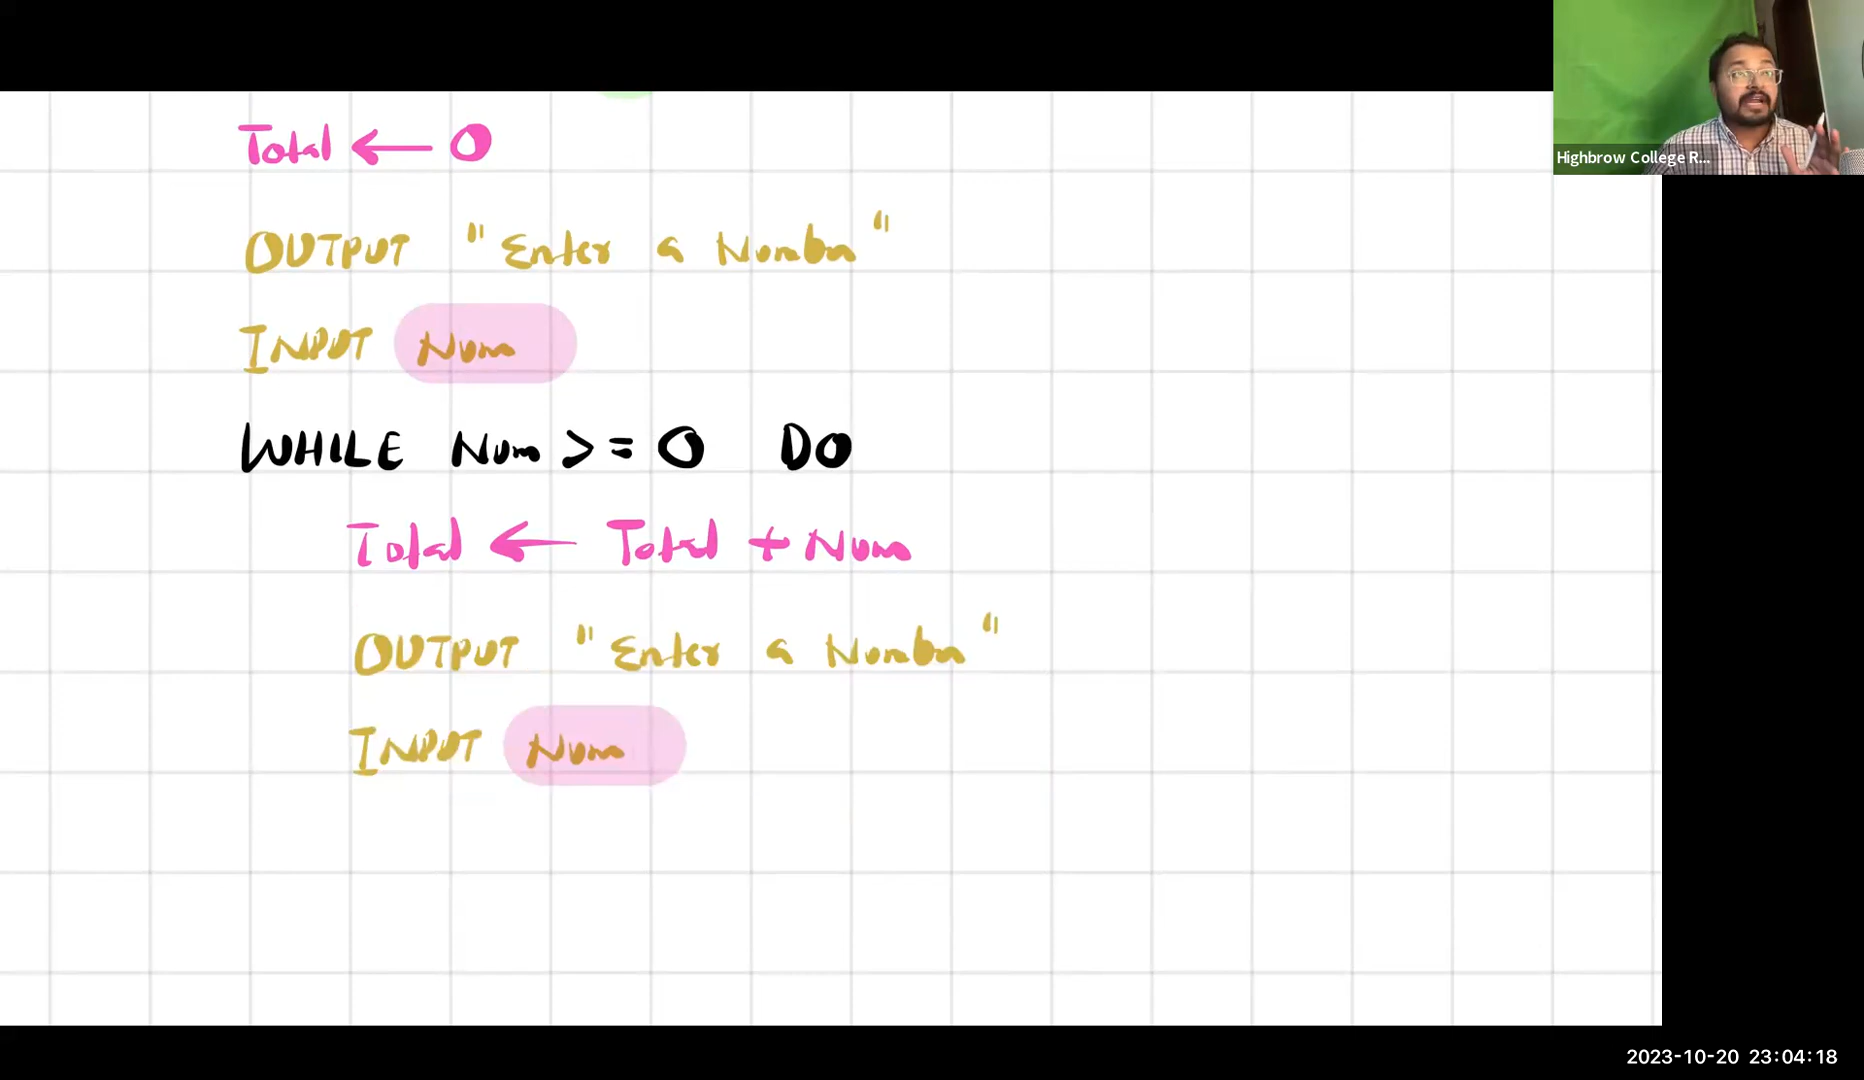 Total ← 0
OUTPUT "Enter a Number"
INPUT Num
WHILE Num >= 0 DO
Total ← Total + Num
OUTPUT "Enter a Number"
INPUT Num
Highbrow College R...
2023-10-20 23:04:18